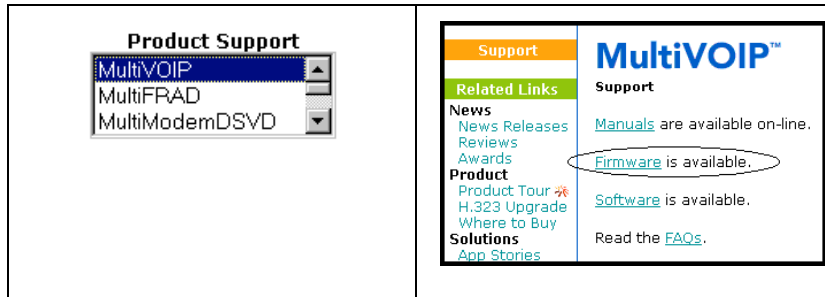 Product Support
MultiVOIP
MultiFRAD
MultiModemDSVD
Support
Related Links
News
News Releases
Reviews
Awards
Product
Product Tour
H.323 Upgrade
Where to Buy
Solutions
App Stories
MultiVOIP™
Support
Manuals are available on-line.
Firmware is available.
Software is available.
Read the FAQs.